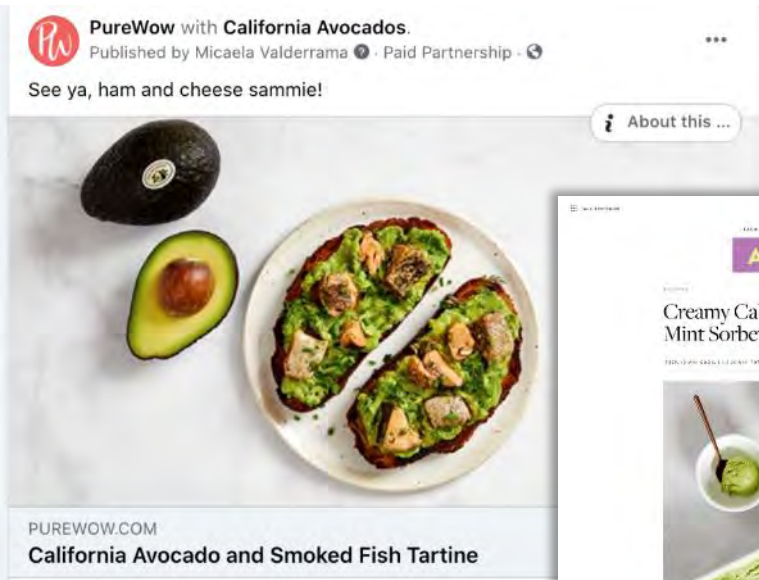 PureWow with California Avocados.
Published by Micaela Valderrama · Paid Partnership ·
See ya, ham and cheese sammie!
i About this ...
PUREWOW.COM
California Avocado and Smoked Fish Tartine
Creamy Ca
Mint Sorbe